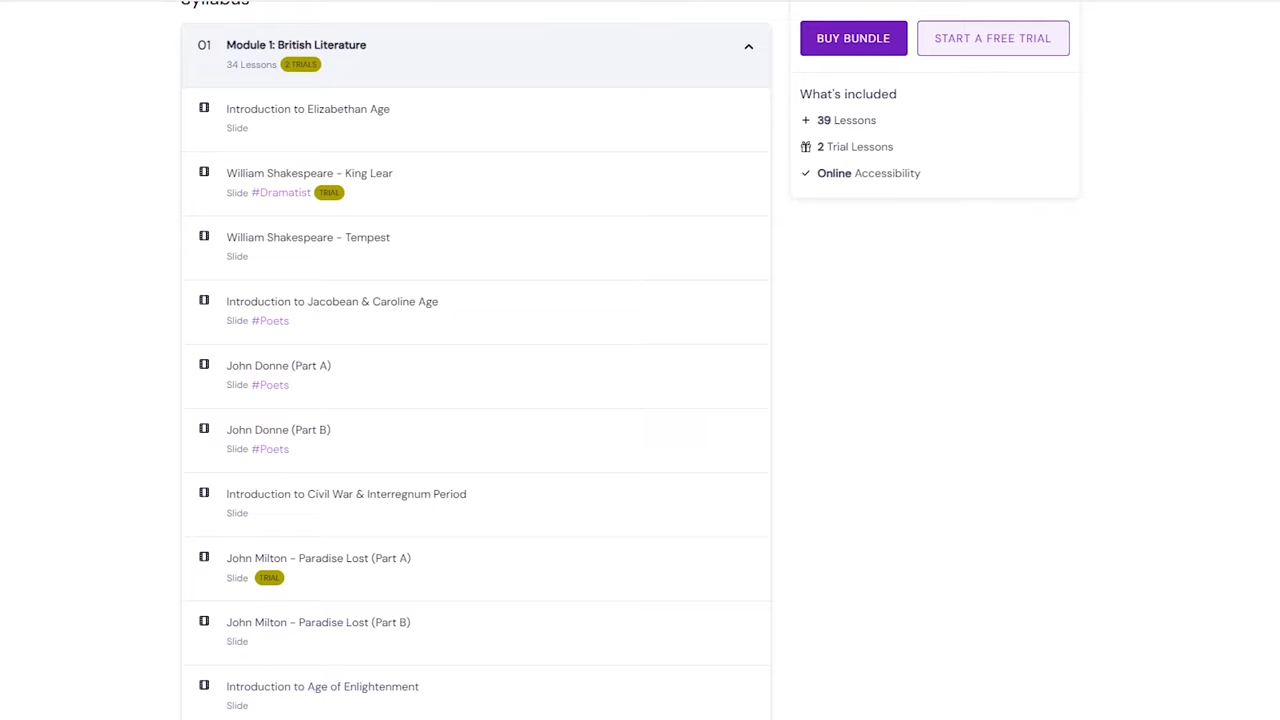 Syllabus
01 Module 1: British Literature
34 Lessons 2 TRIALS
Introduction to Elizabethan Age
Slide
William Shakespeare - King Lear
Slide #Dramatist TRIAL
William Shakespeare - Tempest
Slide
Introduction to Jacobean & Caroline Age
Slide #Poets
John Donne (Part A)
Slide #Poets
John Donne (Part B)
Slide #Poets
Introduction to Civil War & Interregnum Period
Slide
John Milton - Paradise Lost (Part A)
Slide TRIAL
John Milton - Paradise Lost (Part B)
Slide
Introduction to Age of Enlightenment
Slide
BUY BUNDLE
START A FREE TRIAL
What's included
39 Lessons
2 Trial Lessons
Online Accessibility